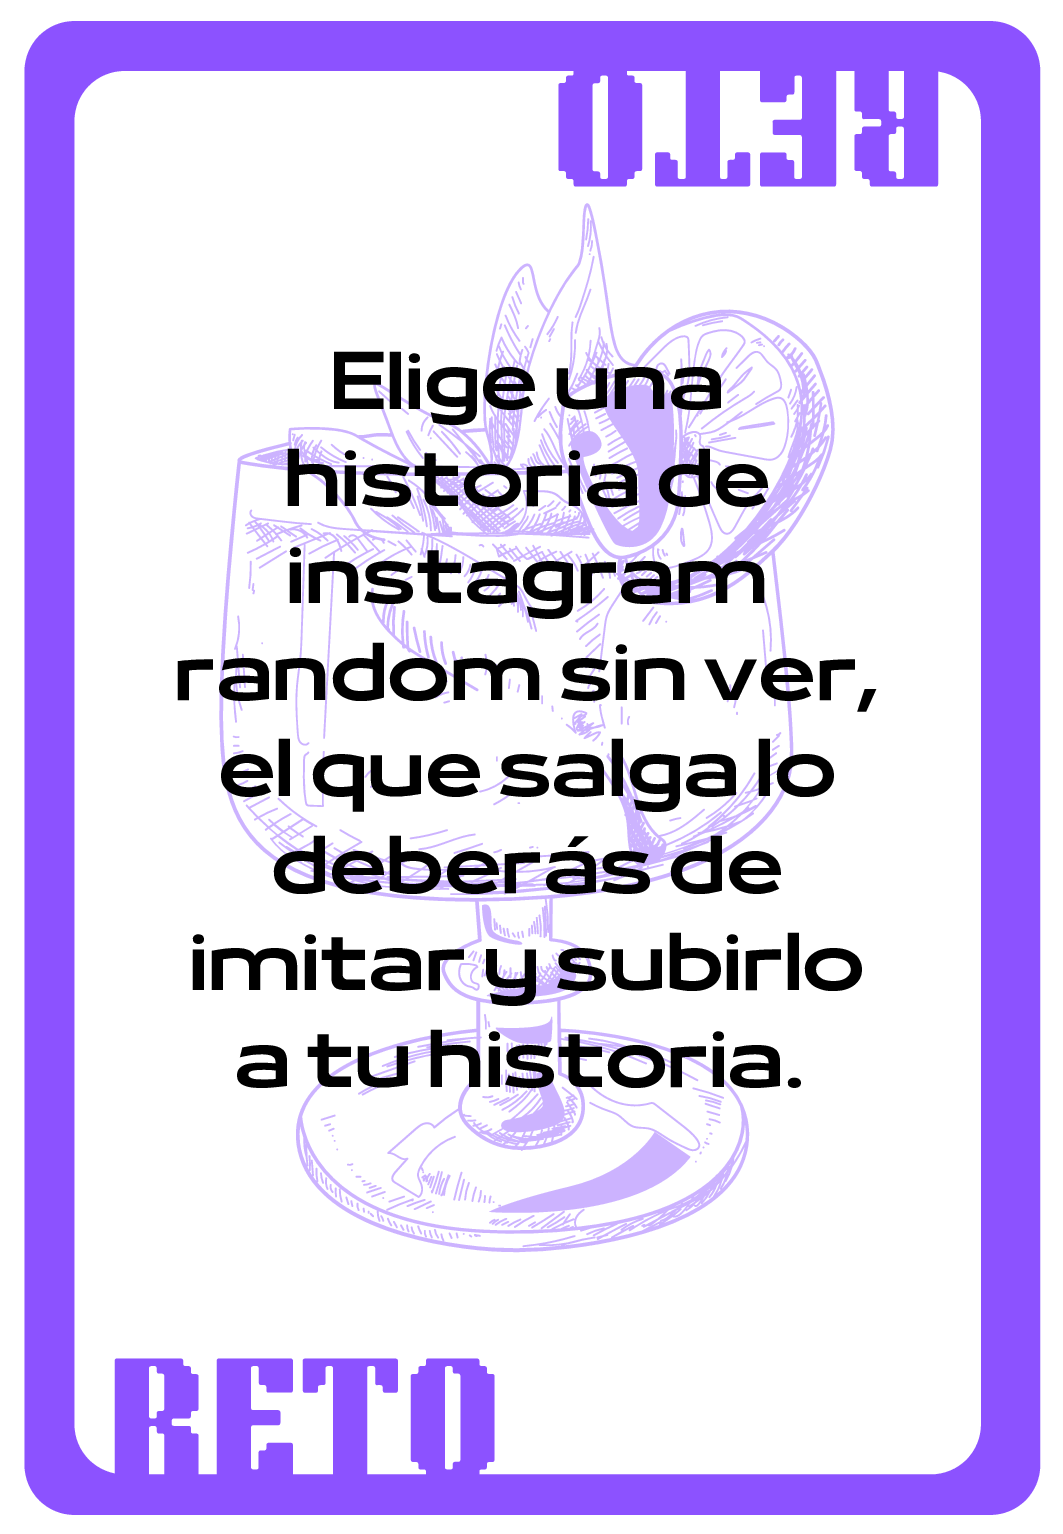 RETO
Elige una
historia de
instagram
random sin ver,
el que salga lo
deberás de
imitar y subirlo
a tu historia.
RETO